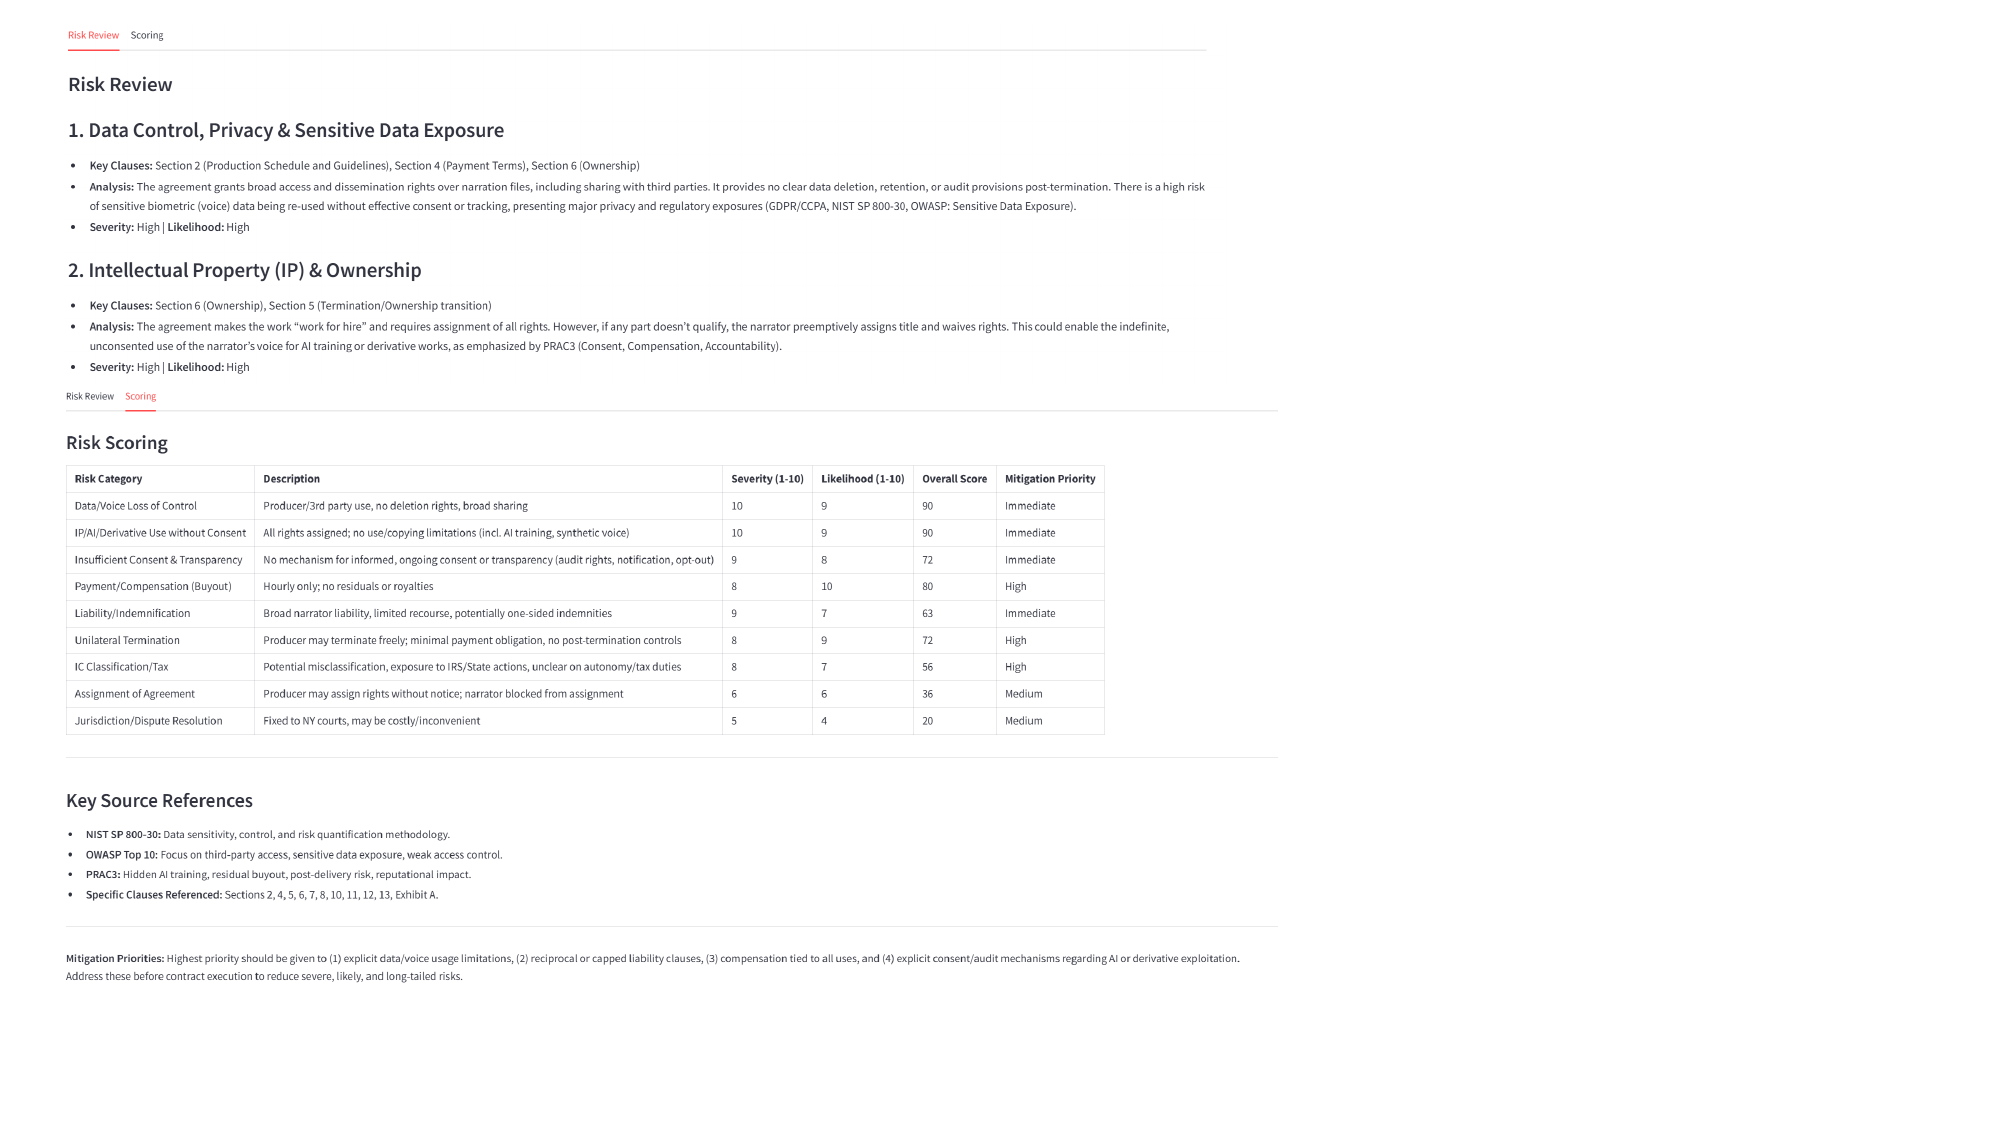 Risk Review Scoring
Risk Review
1. Data Control, Privacy & Sensitive Data Exposure
• Key Clauses: Section 2 (Production Schedule and Guidelines), Section 4 (Payment Terms), Section 6 (Ownership)
• Analysis: The agreement grants broad access and dissemination rights over narration files, including sharing with third parties. It provides no clear data deletion, retention, or audit provisions post-termination. There is a high risk
of sensitive biometric (voice) data being re-used without effective consent or tracking, presenting major privacy and regulatory exposures (GDPR/CCPA, NIST SP 800-30, OWASP: Sensitive Data Exposure).
• Severity: High | Likelihood: High
2. Intellectual Property (IP) & Ownership
• Key Clauses: Section 6 (Ownership), Section 5 (Termination/Ownership transition)
• Analysis: The agreement makes the work “work for hire” and requires assignment of all rights. However, if any part doesn’t qualify, the narrator preemptively assigns title and waives rights. This could enable the indefinite,
unconsented use of the narrator’s voice for AI training or derivative works, as emphasized by PRAC3 (Consent, Compensation, Accountability).
• Severity: High | Likelihood: High
Risk Review Scoring
Risk Scoring
Risk Category Description Severity (1-10) Likelihood (1-10) Overall Score Mitigation Priority
Data/Voice Loss of Control Producer/3rd party use, no deletion rights, broad sharing 10 9 90 Immediate
IP/AI/Derivative Use without Consent All rights assigned; no use/copying limitations (incl. AI training, synthetic voice) 10 9 90 Immediate
Insufficient Consent & Transparency No mechanism for informed, ongoing consent or transparency (audit rights, notification, opt-out) 9 8 72 Immediate
Payment/Compensation (Buyout) Hourly only; no residuals or royalties 8 10 80 High
Liability/Indemnification Broad narrator liability, limited recourse, potentially one-sided indemnities 9 7 63 Immediate
Unilateral Termination Producer may terminate freely; minimal payment obligation, no post-termination controls 8 9 72 High
IC Classification/Tax Potential misclassification, exposure to IRS/State actions, unclear on autonomy/tax duties 8 7 56 High
Assignment of Agreement Producer may assign rights without notice; narrator blocked from assignment 6 6 36 Medium
Jurisdiction/Dispute Resolution Fixed to NY courts, may be costly/inconvenient 5 4 20 Medium
Key Source References
• NIST SP 800-30: Data sensitivity, control, and risk quantification methodology.
• OWASP Top 10: Focus on third-party access, sensitive data exposure, weak access control.
• PRAC3: Hidden AI training, residual buyout, post-delivery risk, reputational impact.
• Specific Clauses Referenced: Sections 2, 4, 5, 6, 7, 8, 10, 11, 12, 13, Exhibit A.
Mitigation Priorities: Highest priority should be given to (1) explicit data/voice usage limitations, (2) reciprocal or capped liability clauses, (3) compensation tied to all uses, and (4) explicit consent/audit mechanisms regarding AI or derivative exploitation.
Address these before contract execution to reduce severe, likely, and long-tailed risks.